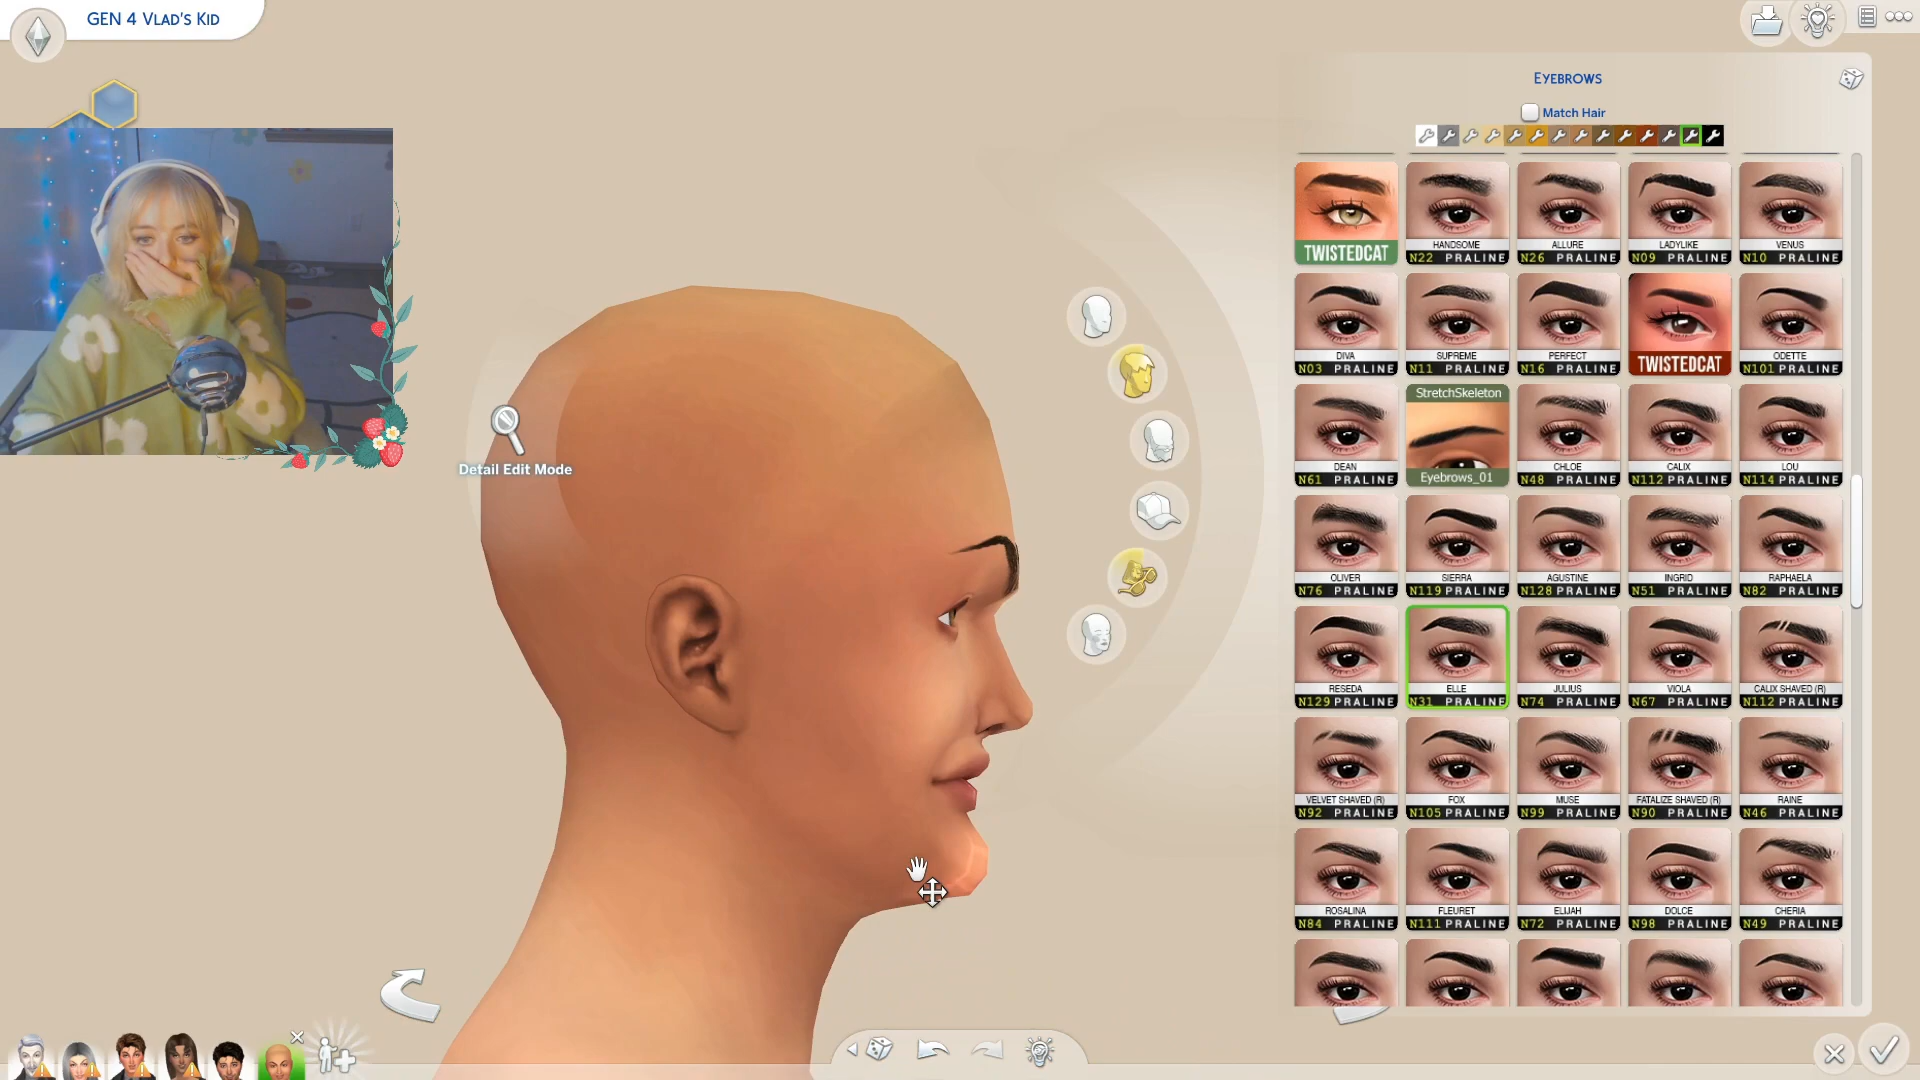 GEN 4 VLAD'S KID
EYEBROWS
Match Hair
TWISTEDCAT
HANDSOME
N22 PRALINE
ALLURE
N26 PRALINE
LADYLIKE
N09 PRALINE
VENUS
N10 PRALINE
DIVA
N03 PRALINE
SUPREME
N11 PRALINE
PERFECT
N16 PRALINE
TWISTEDCAT
ODETTE
N101 PRALINE
DEAN
N61 PRALINE
StretchSkeleton
Eyebrows_01
CHLOE
N48 PRALINE
CALIX
N112 PRALINE
LOU
N114 PRALINE
Detail Edit Mode
OLIVER
N76 PRALINE
SIERRA
N119 PRALINE
AGUSTINE
N128 PRALINE
INGRID
N51 PRALINE
RAPHAELA
N82 PRALINE
RESEDA
N129 PRALINE
ELLE
N31 PRALINE
JULIUS
N74 PRALINE
VIOLA
N67 PRALINE
CALIX SHAVED (R)
N112 PRALINE
VELVET SHAVED (R)
N92 PRALINE
FOX
N105 PRALINE
MUSE
N99 PRALINE
FATALIZE SHAVED (R)
N90 PRALINE
RAINE
N46 PRALINE
ROSALINA
N84 PRALINE
FLEURET
N111 PRALINE
ELIJAH
N72 PRALINE
DOLCE
N98 PRALINE
CHERIA
N49 PRALINE